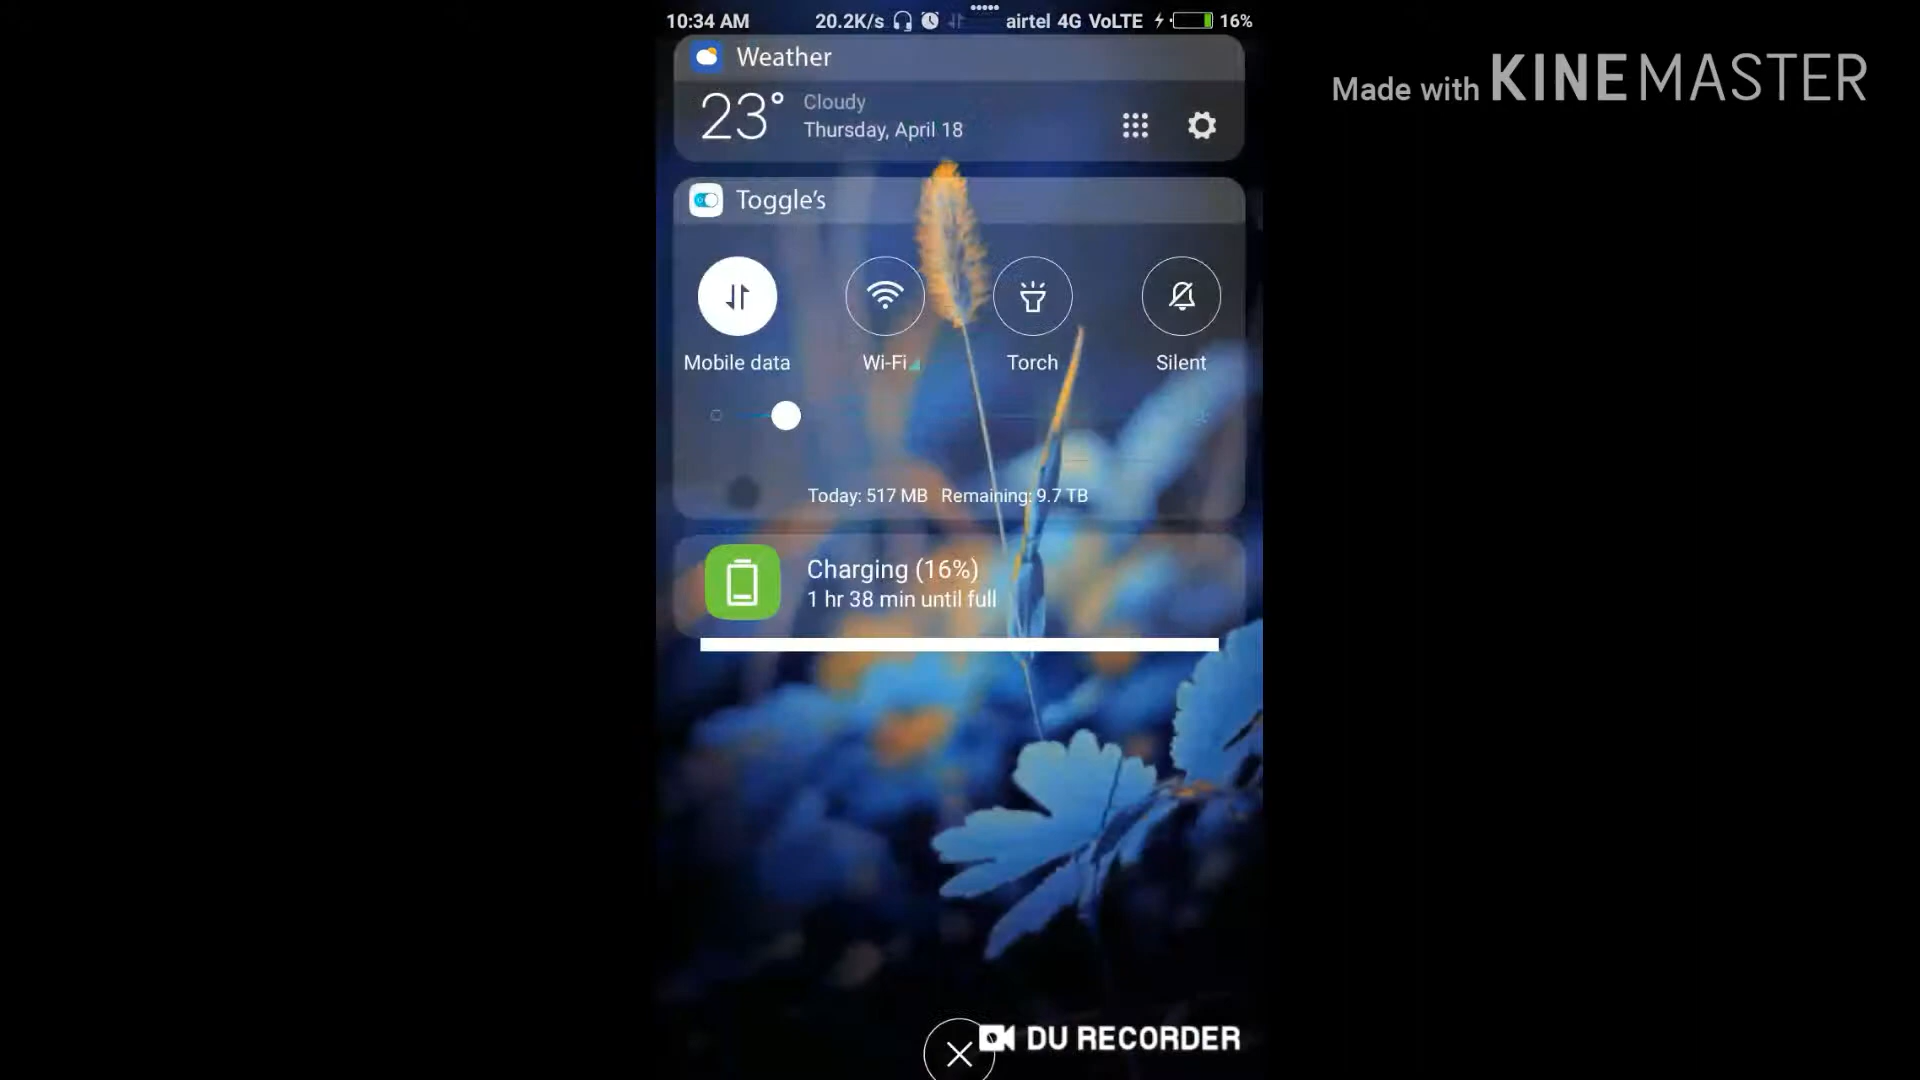 10:34 AM 20.2K/s airtel 4G VoLTE 16%
Made with KINEMASTER
Weather
23° Cloudy
Thursday, April 18
Toggle's
Mobile data Wi-Fi Torch Silent
Today: 517 MB Remaining: 9.7 TB
Charging (16%)
1 hr 38 min until full
DU RECORDER